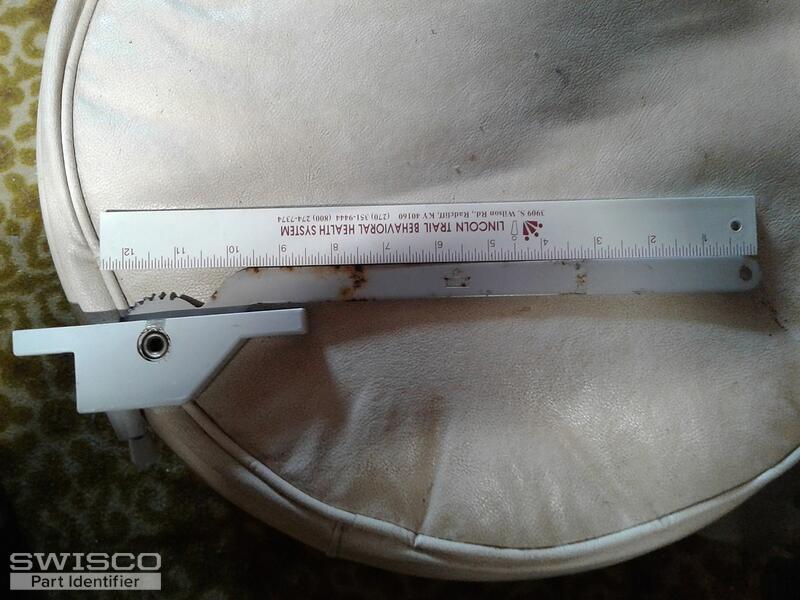 3909 S. Wilson Rd., Radcliff, KY 40160 (270) 351-9444 (800) 274-7374
LINCOLN TRAIL BEHAVIORAL HEALTH SYSTEM
1 2 3 4 5 6 7 8 9 10 11 12
SWISCO
Part Identifier